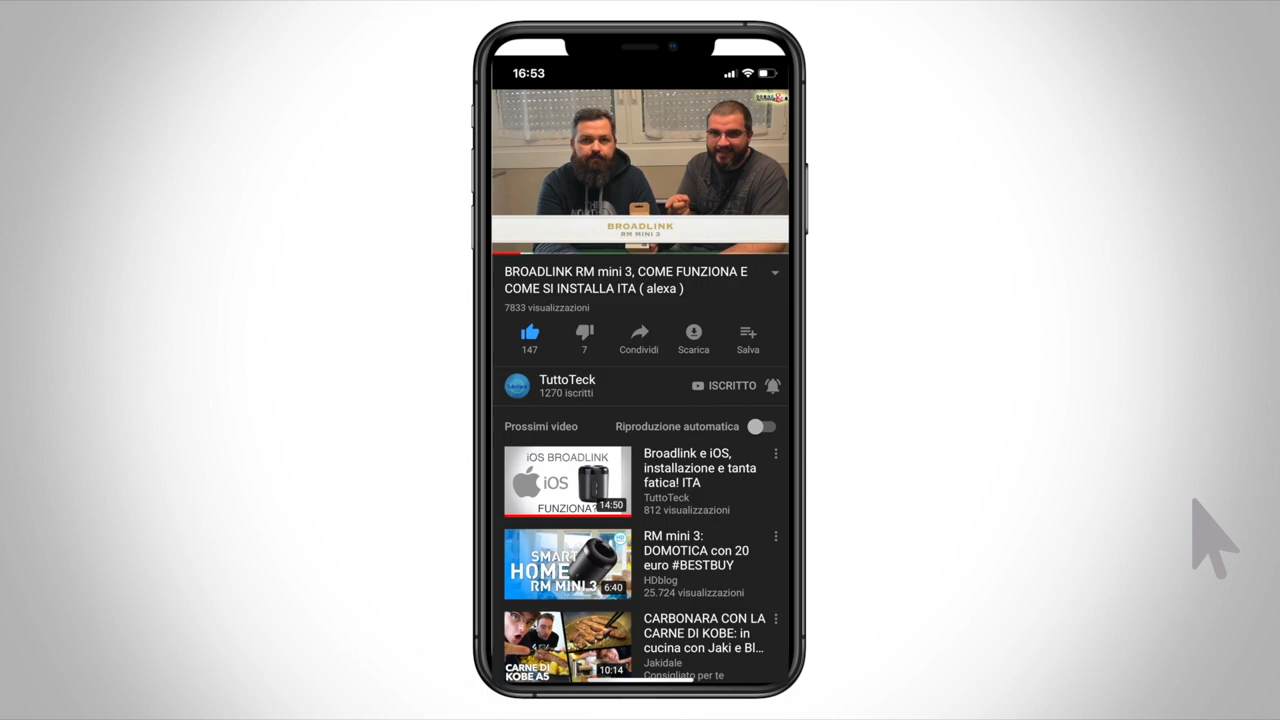 16:53
BROADLINK
RM MINI 3
BROADLINK RM mini 3, COME FUNZIONA E
COME SI INSTALLA ITA ( alexa )
7833 visualizzazioni
147
7
Condividi
Scarica
Salva
TuttoTeck
1270 iscritti
ISCRITTO
Prossimi video
Riproduzione automatica
iOS BROADLINK
iOS
FUNZIONA?
14:50
Broadlink e iOS,
installazione e tanta
fatica! ITA
TuttoTeck
812 visualizzazioni
SMART
HOME
RM MINI 3
6:40
RM mini 3:
DOMOTICA con 20
euro #BESTBUY
HDblog
25.724 visualizzazioni
CARNE DI
KOBE A5
10:14
CARBONARA CON LA
CARNE DI KOBE: in
cucina con Jaki e Bl...
Jakidale
Consigliato per te